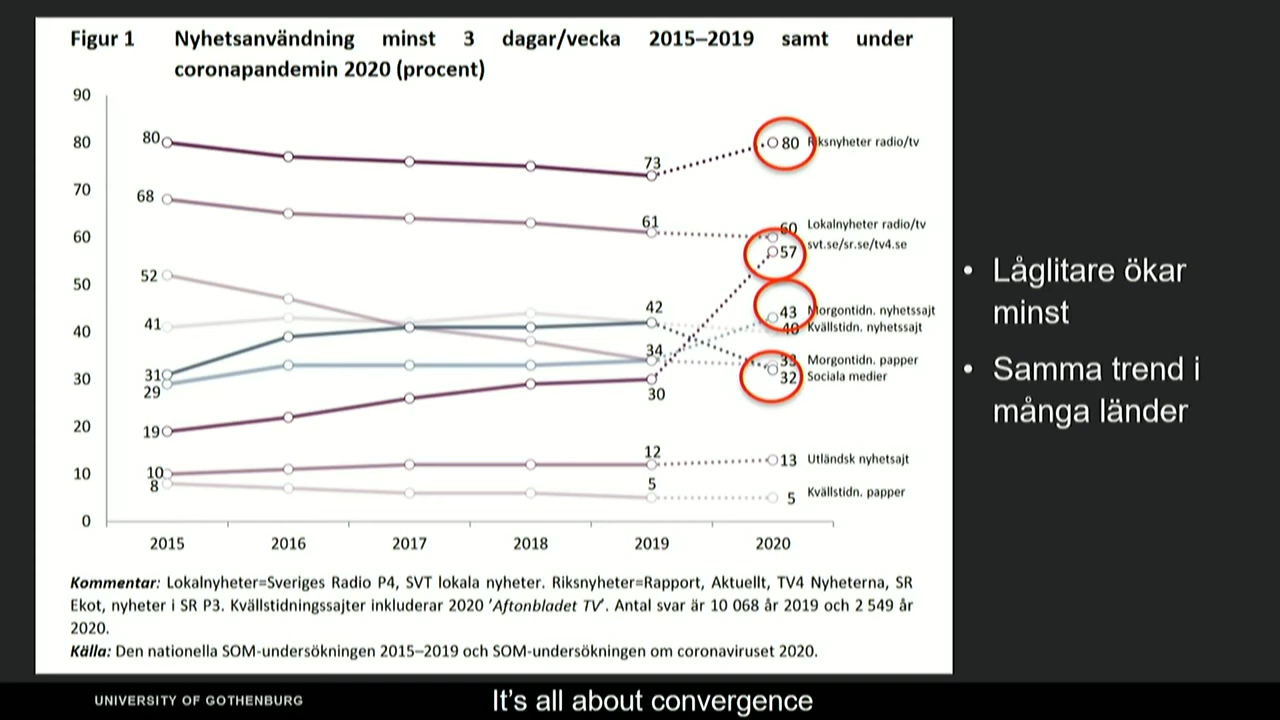 Figur 1 Nyhetsanvändning minst 3 dagar/vecka 2015–2019 samt under
coronapandemin 2020 (procent)
90
80
70
60
50
40
30
20
10
0
80
68
52
41
31
29
19
10
8
73
61
42
34
30
12
5
80 Riksnyheter radio/tv
60 Lokalnyheter radio/tv
57 svt.se/sr.se/tv4.se
43 Morgontidn. nyhetssajt
40 Kvällstidn. nyhetssajt
33 Morgontidn. papper
32 Sociala medier
13 Utländsk nyhetsajt
5 Kvällstidn. papper
2015 2016 2017 2018 2019 2020
Kommentar: Lokalnyheter=Sveriges Radio P4, SVT lokala nyheter. Riksnyheter=Rapport, Aktuellt, TV4 Nyheterna, SR
Ekot, nyheter i SR P3. Kvällstidningssajter inkluderar 2020 'Aftonbladet TV'. Antal svar är 10 068 år 2019 och 2 549 år
2020.
Källa: Den nationella SOM-undersökningen 2015–2019 och SOM-undersökningen om coronaviruset 2020.
• Låglitare ökar
minst
• Samma trend i
många länder
UNIVERSITY OF GOTHENBURG
It's all about convergence